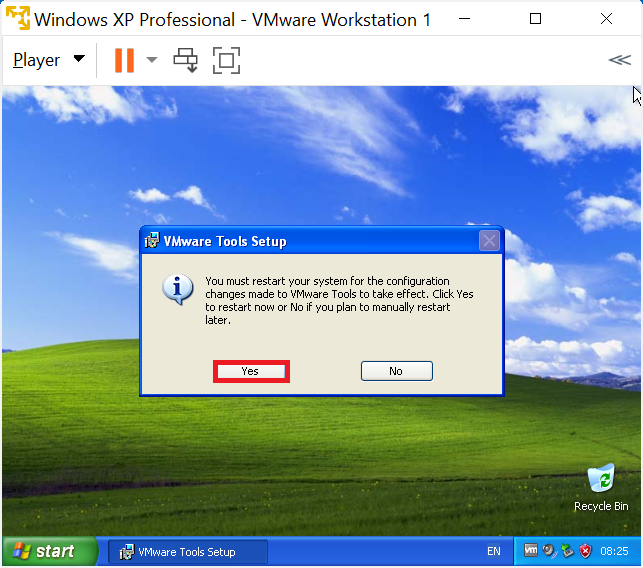 Windows XP Professional - VMware Workstation 1
Player
VMware Tools Setup
You must restart your system for the configuration
changes made to VMware Tools to take effect. Click Yes
to restart now or No if you plan to manually restart
later.
Yes
No
Recycle Bin
start
VMware Tools Setup
EN
vm
08:25